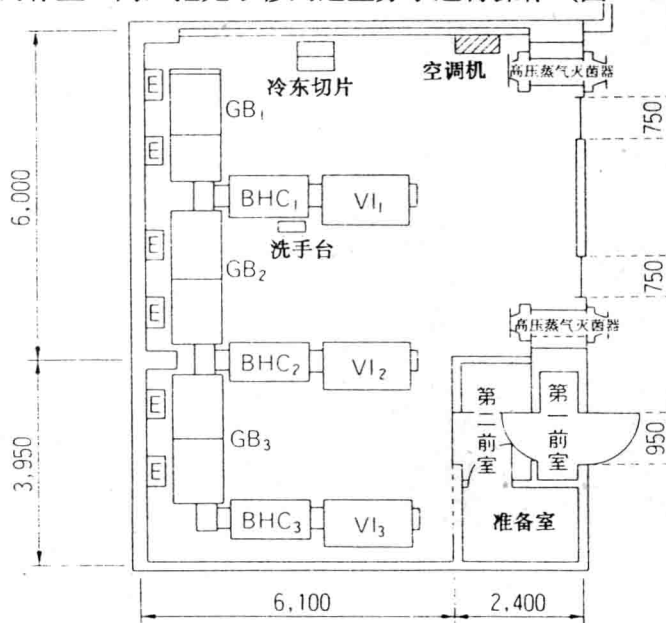 冷东切片
空调机
高压蒸气灭菌器
E
GB₁
750
E
6,000
BHC₁
VI₁
洗手台
E
GB₂
750
E
高压蒸气灭菌器
BHC₂
VI₂
第二前室
第一前室
E
GB₃
950
3,950
E
BHC₃
VI₃
准备室
6,100
2,400